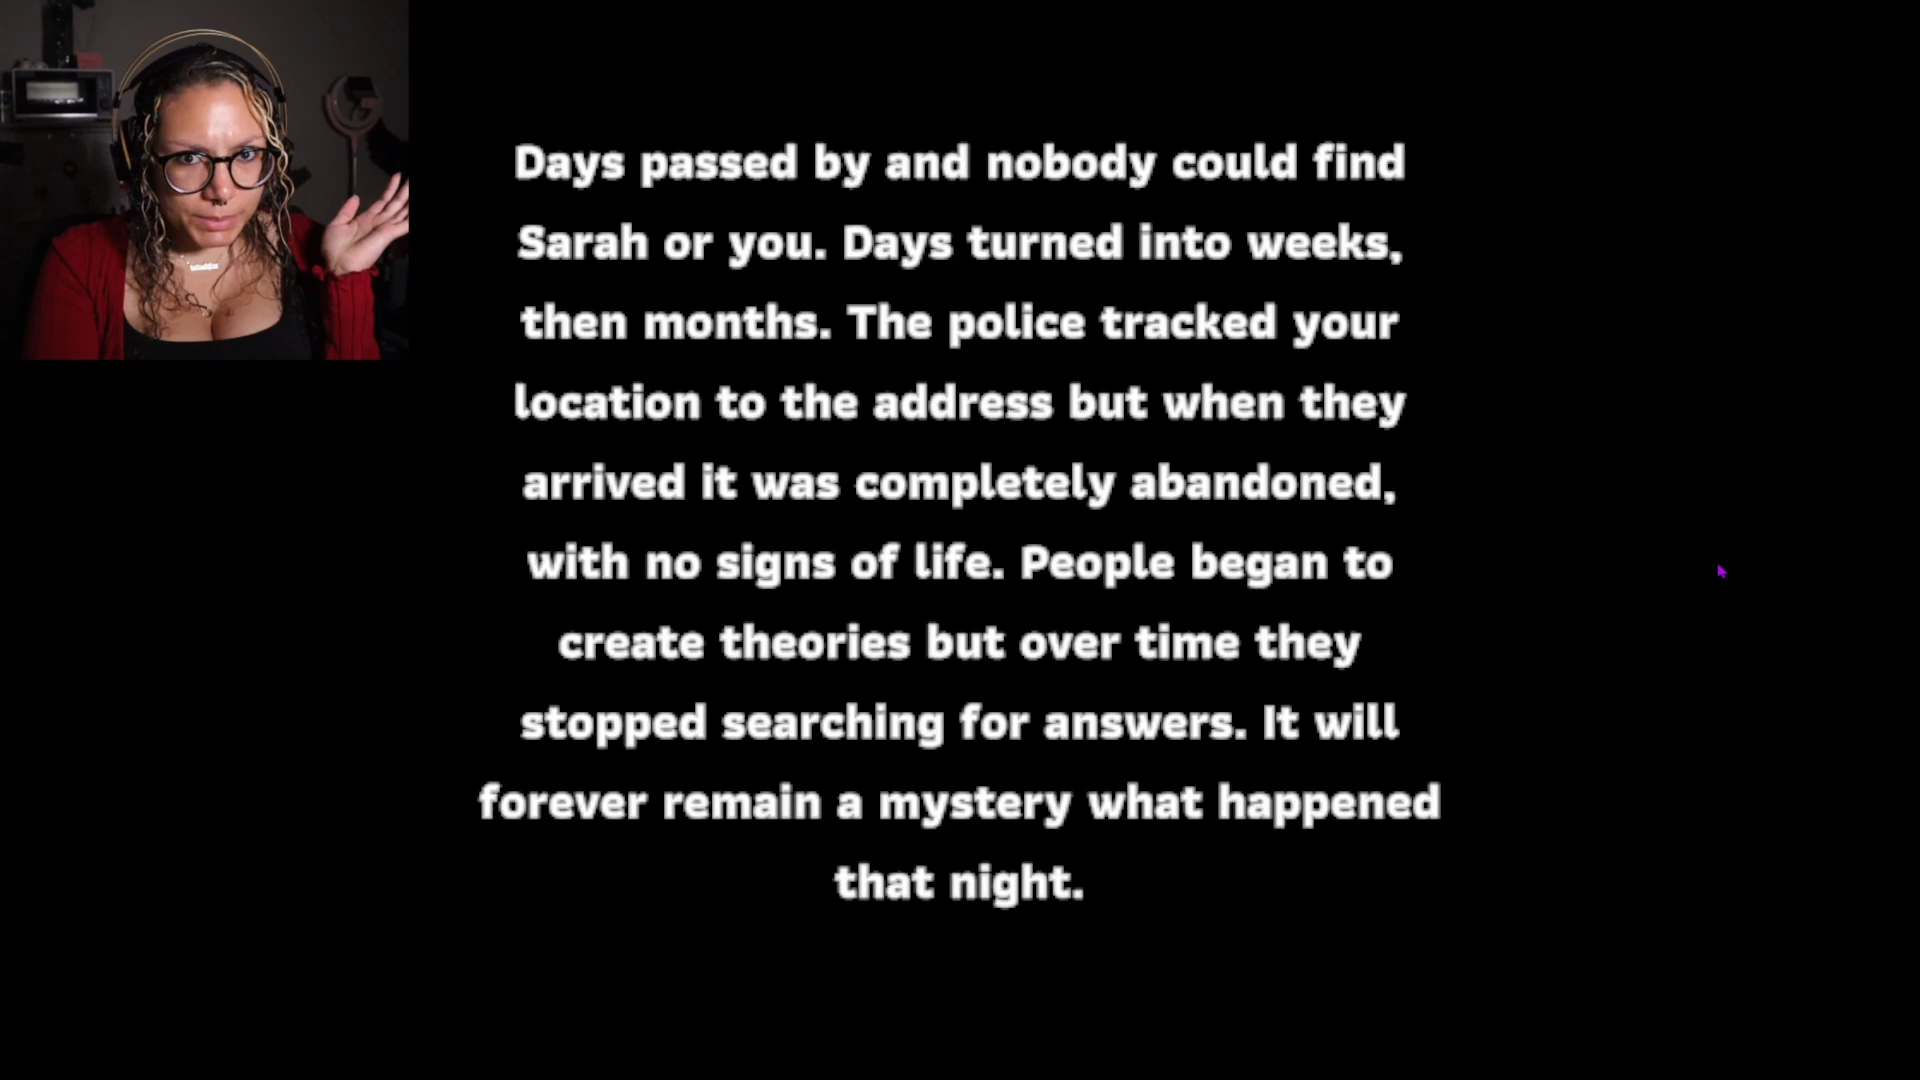 Days passed by and nobody could find
Sarah or you. Days turned into weeks,
then months. The police tracked your
location to the address but when they
arrived it was completely abandoned,
with no signs of life. People began to
create theories but over time they
stopped searching for answers. It will
forever remain a mystery what happened
that night.